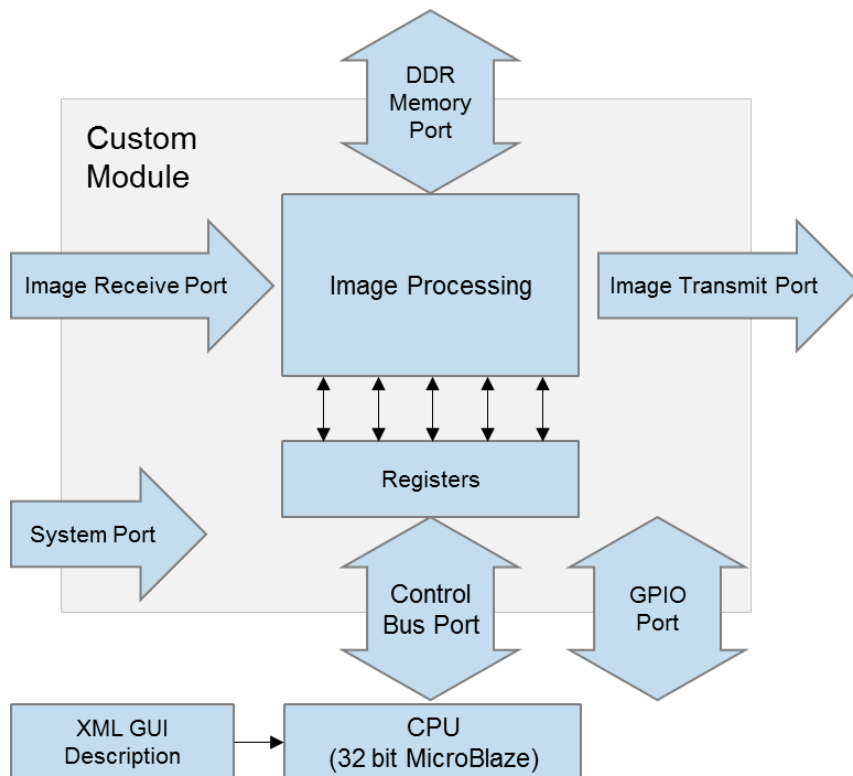 DDR
Memory
Port
Custom
Module
Image Receive Port
Image Processing
Image Transmit Port
Registers
System Port
Control
Bus Port
GPIO
Port
XML GUI
Description
CPU
(32 bit MicroBlaze)